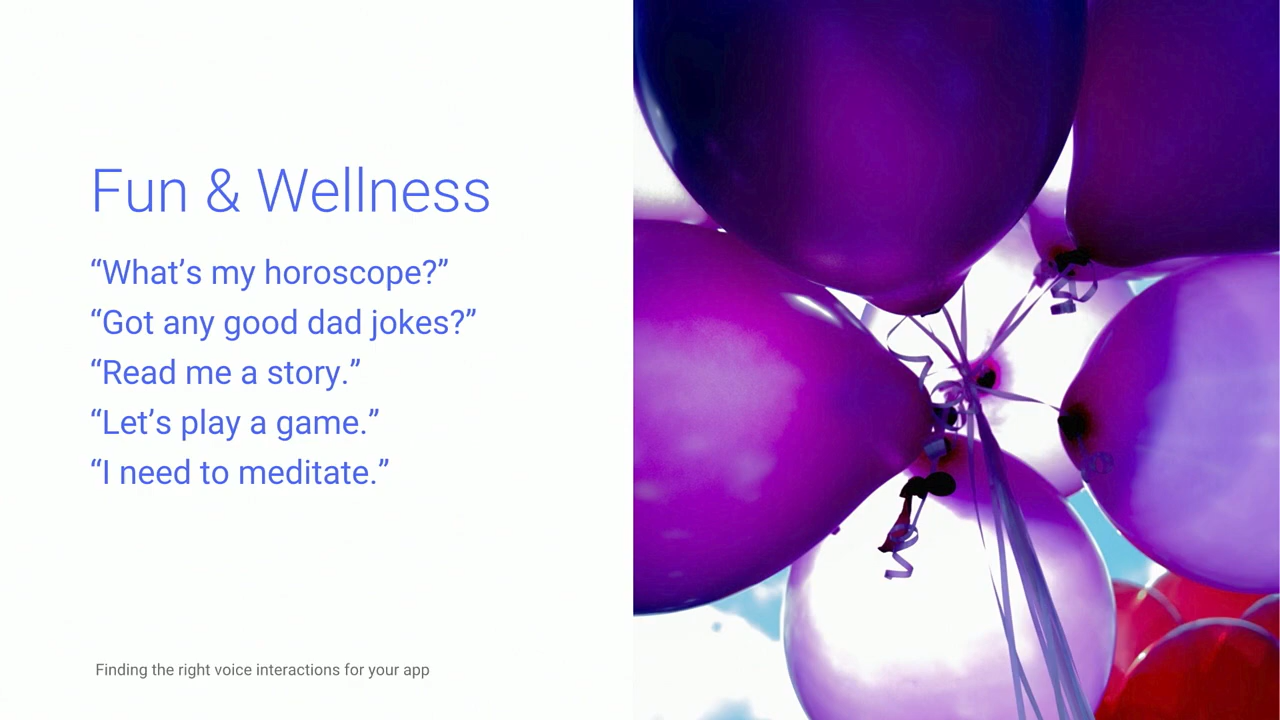 Fun & Wellness
“What’s my horoscope?”
“Got any good dad jokes?”
“Read me a story.”
“Let’s play a game.”
“I need to meditate.”
Finding the right voice interactions for your app